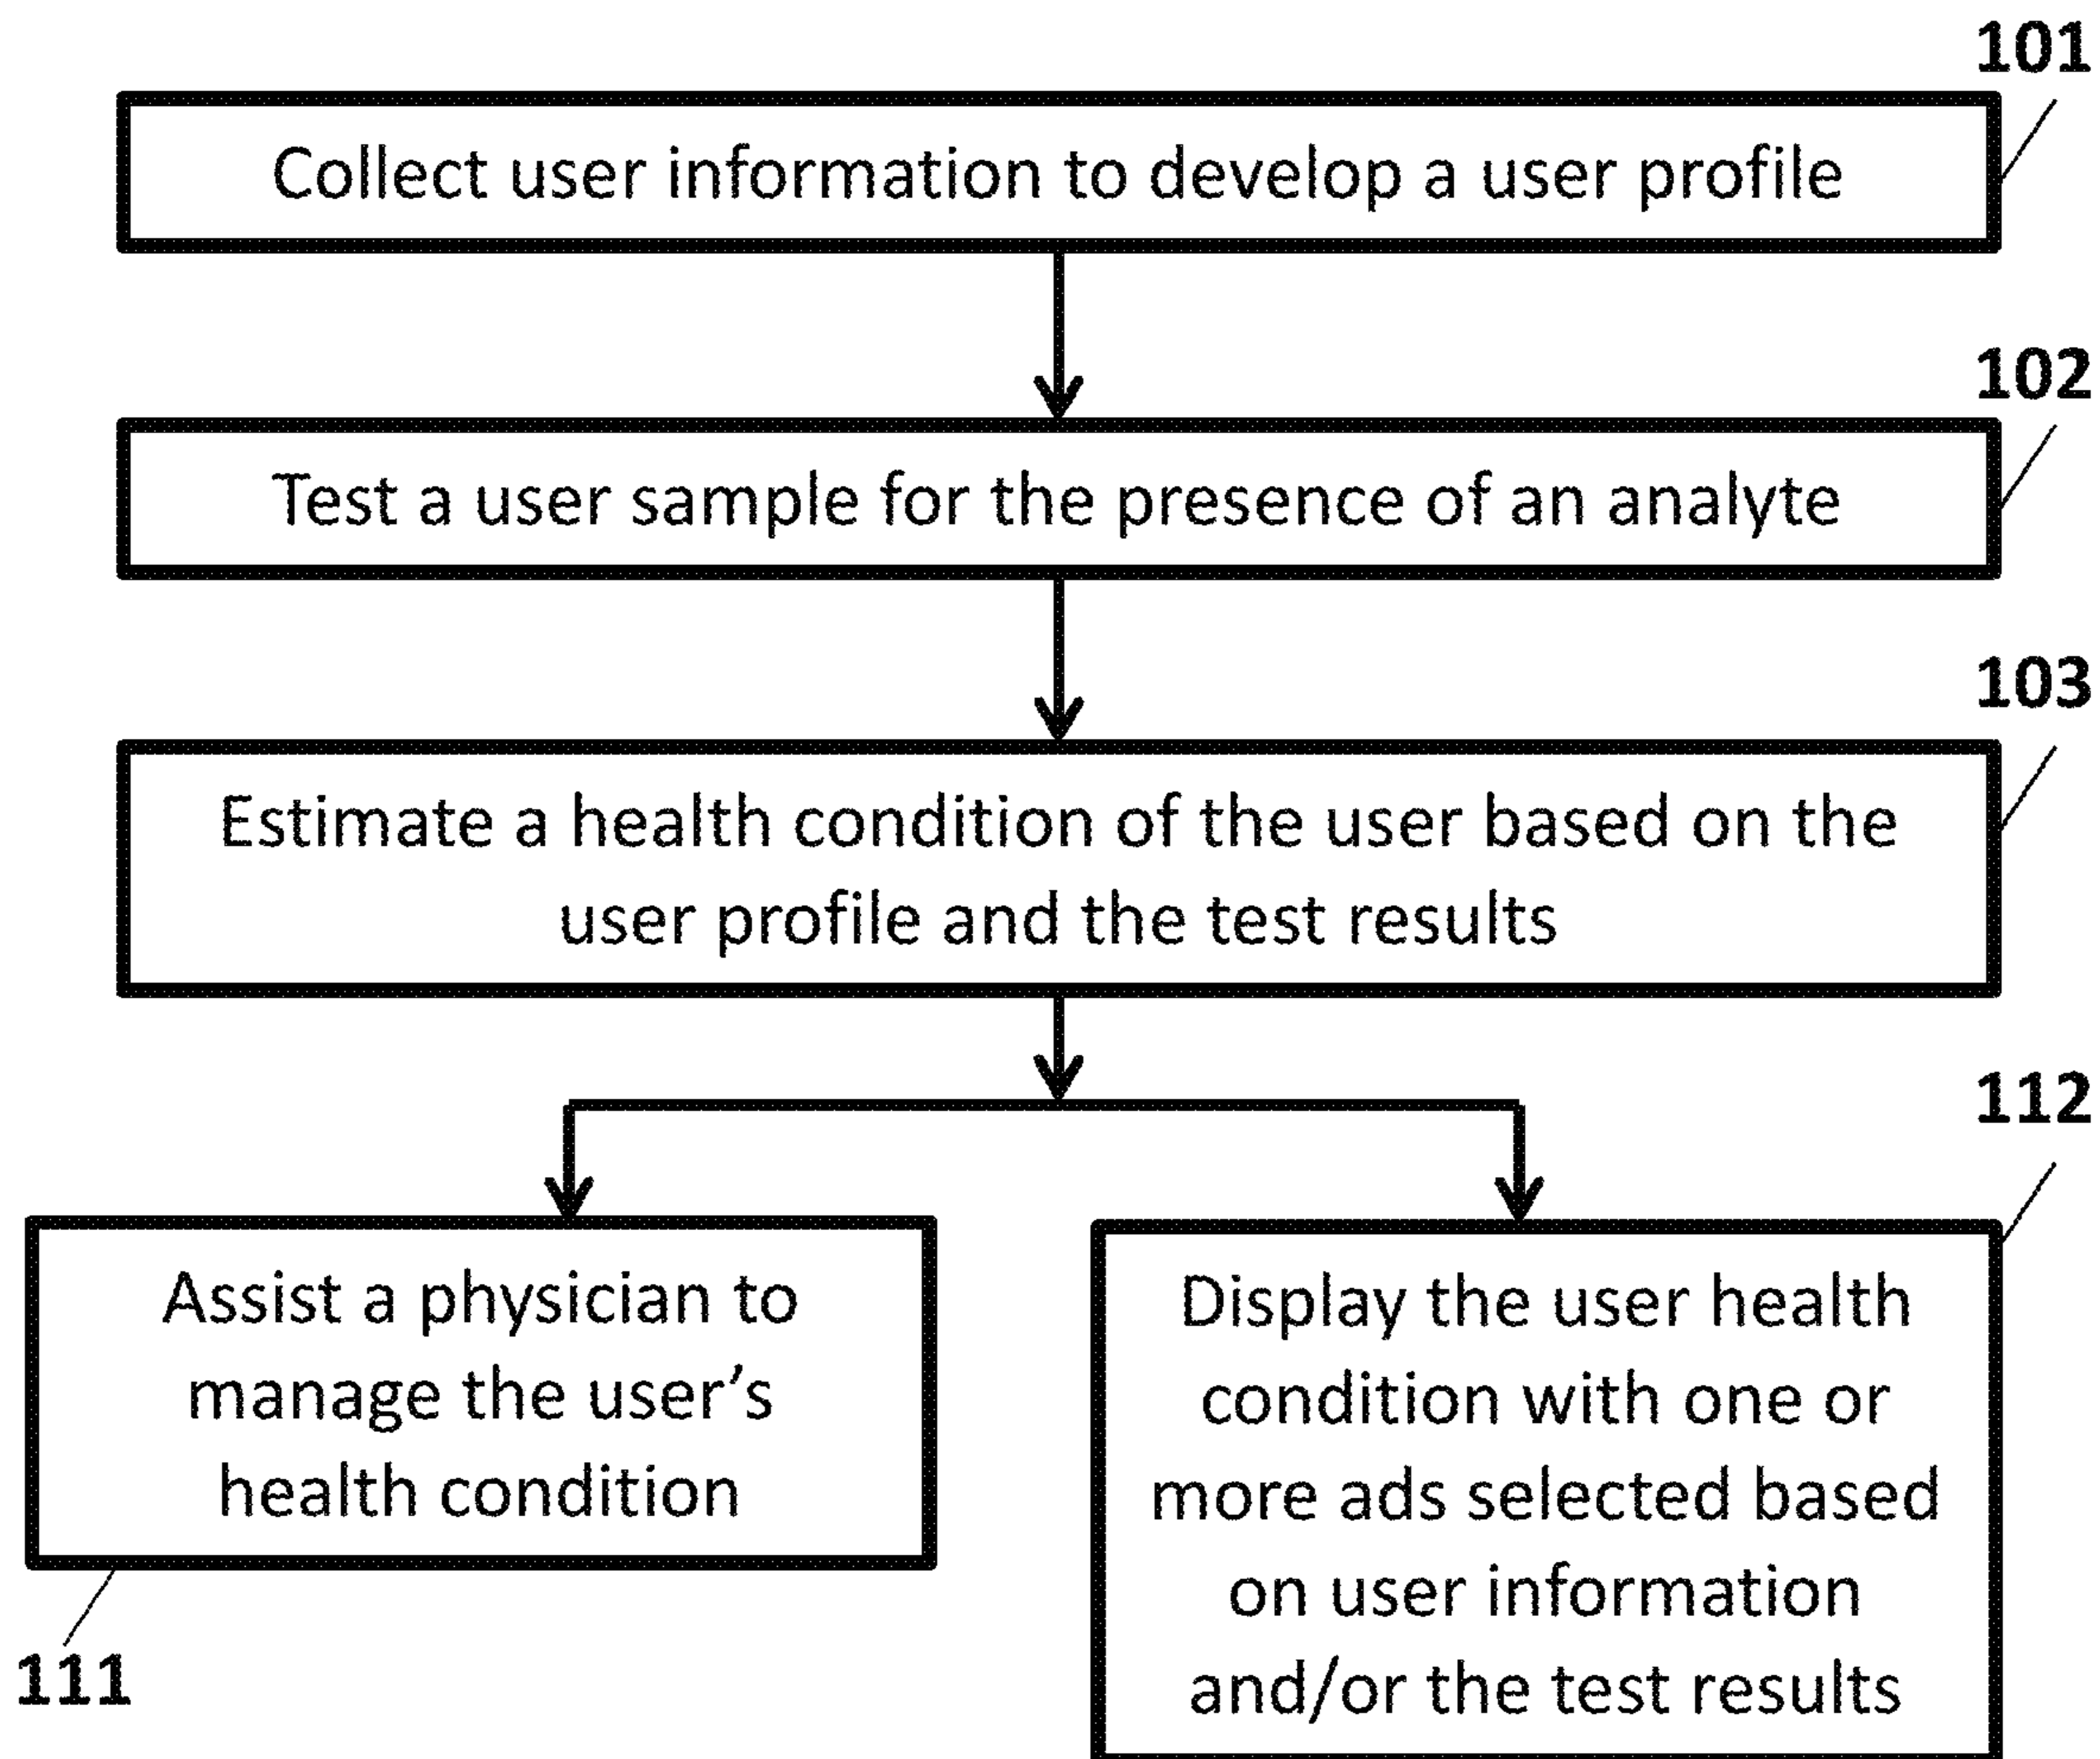 101
Collect user information to develop a user profile
102
Test a user sample for the presence of an analyte
103
Estimate a health condition of the user based on the
user profile and the test results
112
Assist a physician to
manage the user’s
health condition
111
Display the user health
condition with one or
more ads selected based
on user information
and/or the test results